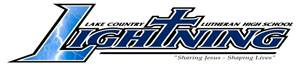 LAKE COUNTRY LUTHERAN HIGH SCHOOL
LIGHTNING
"Sharing Jesus - Shaping Lives"